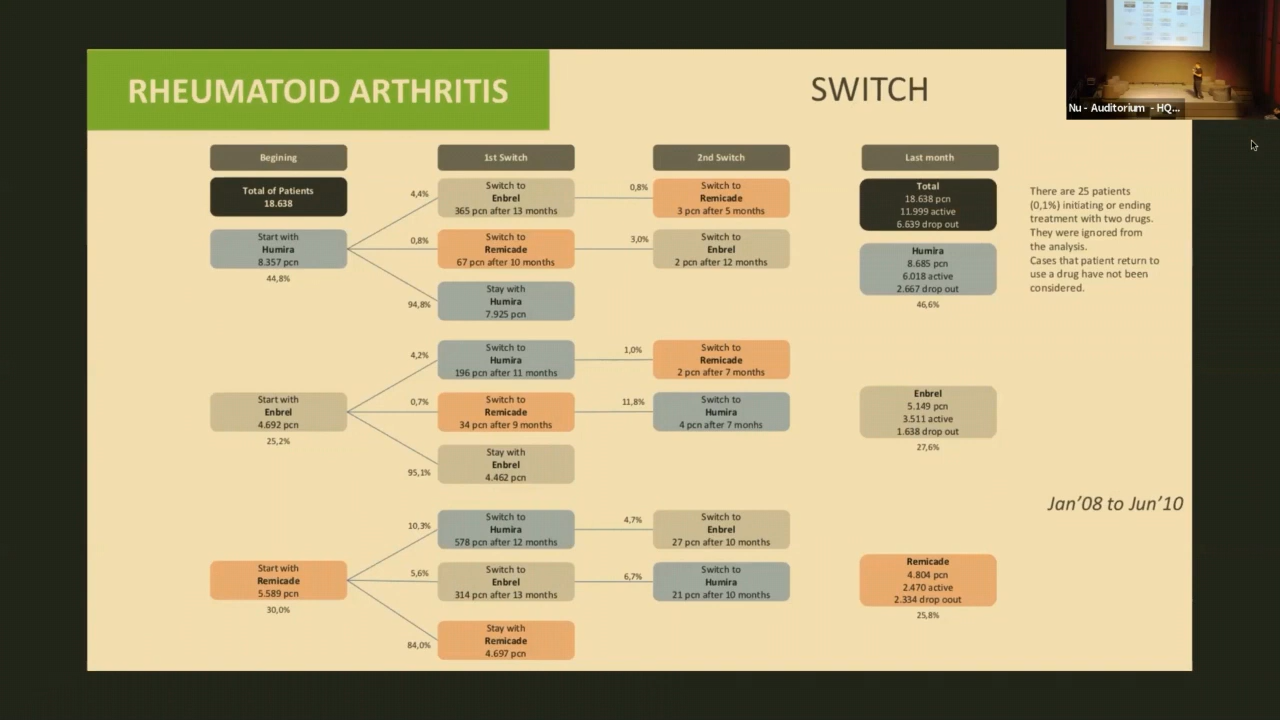 RHEUMATOID ARTHRITIS
SWITCH
Nu - Auditorium - HQ...
Begining
1st Switch
2nd Switch
Last month
Total of Patients
18.638
Start with
Humira
8.357 pcn
44,8%
4,4%
Switch to
Enbrel
365 pcn after 13 months
0,8%
Switch to
Remicade
3 pcn after 5 months
0,8%
Switch to
Remicade
67 pcn after 10 months
3,0%
Switch to
Enbrel
2 pcn after 12 months
94,8%
Stay with
Humira
7.925 pcn
Total
18.638 pcn
11.999 active
6.639 drop out
Humira
8.685 pcn
6.018 active
2.667 drop out
46,6%
There are 25 patients
(0,1%) initiating or ending
treatment with two drugs.
They were ignored from
the analysis.
Cases that patient return to
use a drug have not been
considered.
Start with
Enbrel
4.692 pcn
25,2%
4,2%
Switch to
Humira
196 pcn after 11 months
1,0%
Switch to
Remicade
2 pcn after 7 months
0,7%
Switch to
Remicade
34 pcn after 9 months
11,8%
Switch to
Humira
4 pcn after 7 monhs
95,1%
Stay with
Enbrel
4.462 pcn
Enbrel
5.149 pcn
3.511 active
1.638 drop out
27,6%
Jan'08 to Jun'10
Start with
Remicade
5.589 pcn
30,0%
10,3%
Switch to
Humira
578 pcn after 12 months
4,7%
Switch to
Enbrel
27 pcn after 10 months
5,6%
Switch to
Enbrel
314 pcn after 13 months
6,7%
Switch to
Humira
21 pcn after 10 months
84,0%
Stay with
Remicade
4.697 pcn
Remicade
4.804 pcn
2.470 active
2.334 drop oout
25,8%